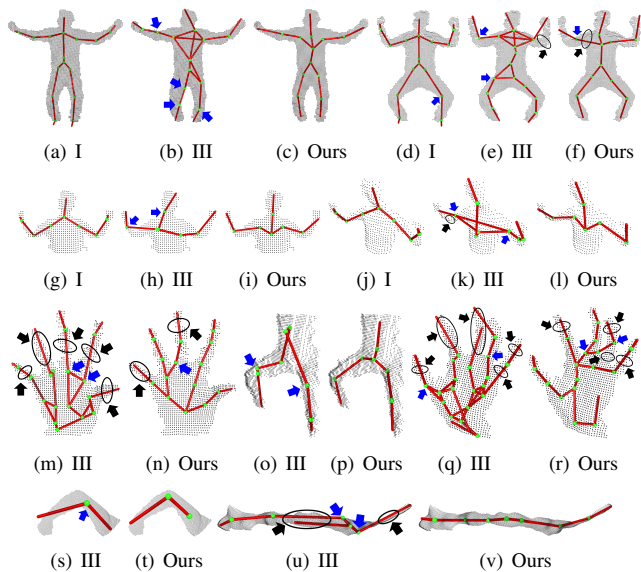 (a) I (b) III (c) Ours (d) I (e) III (f) Ours
(g) I (h) III (i) Ours (j) I (k) III (l) Ours
(m) III (n) Ours (o) III (p) Ours (q) III (r) Ours
(s) III (t) Ours (u) III (v) Ours